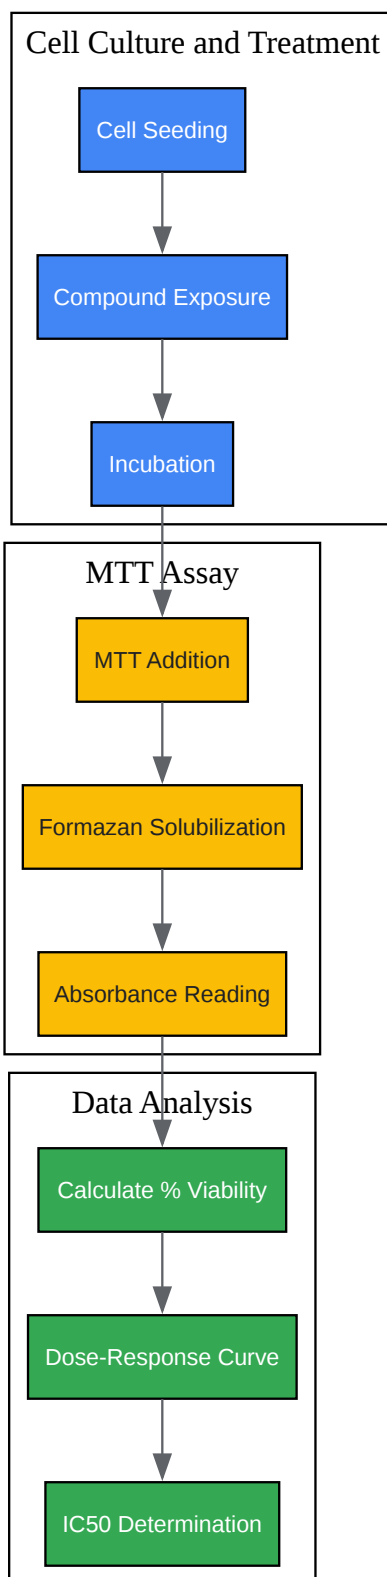 Cell Culture and Treatment
Cell Seeding
Compound Exposure
Incubation
MTT Assay
MTT Addition
Formazan Solubilization
Absorbance Reading
Data Analysis
Calculate % Viability
Dose-Response Curve
IC50 Determination